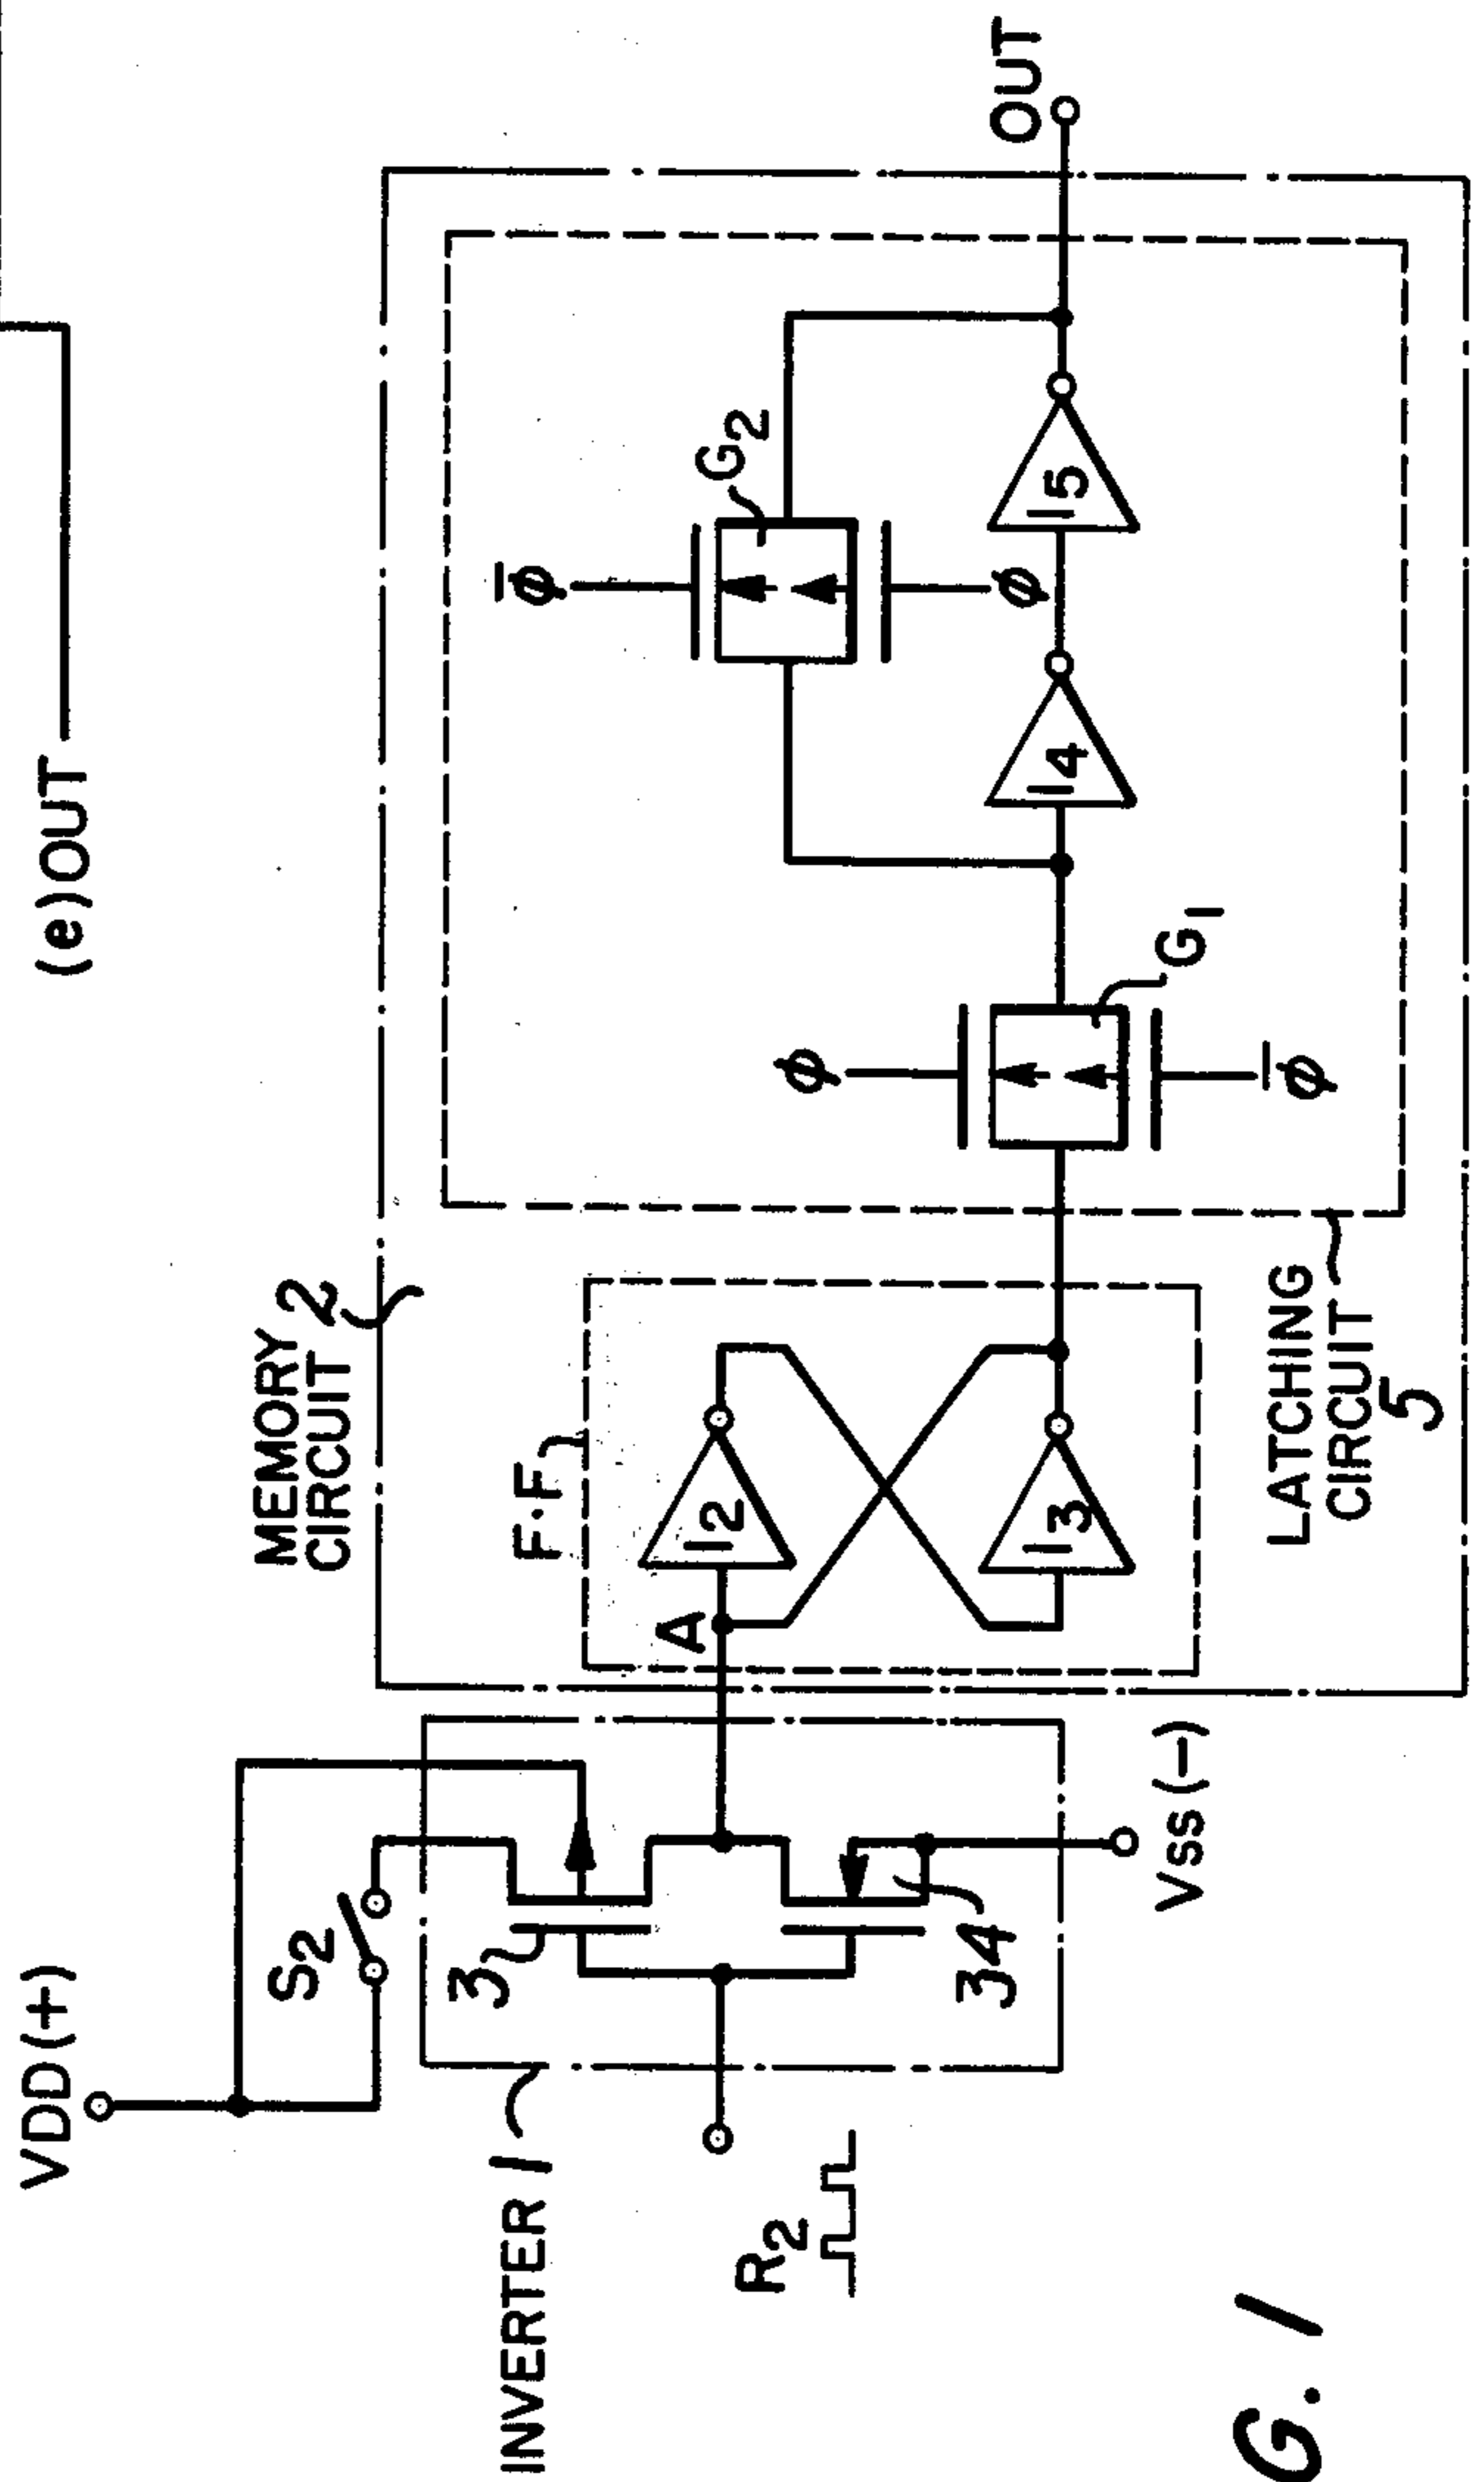 (e)OUT
VDD(+)
S2
INVERTER 1
3
34
R2
VSS(-)
MEMORY 2
CIRCUIT
F.F
A
I2
I3
LATCHING
CIRCUIT
5
φ
G1
φ̅
φ̅
G2
φ
I4
I5
OUT
G. 1